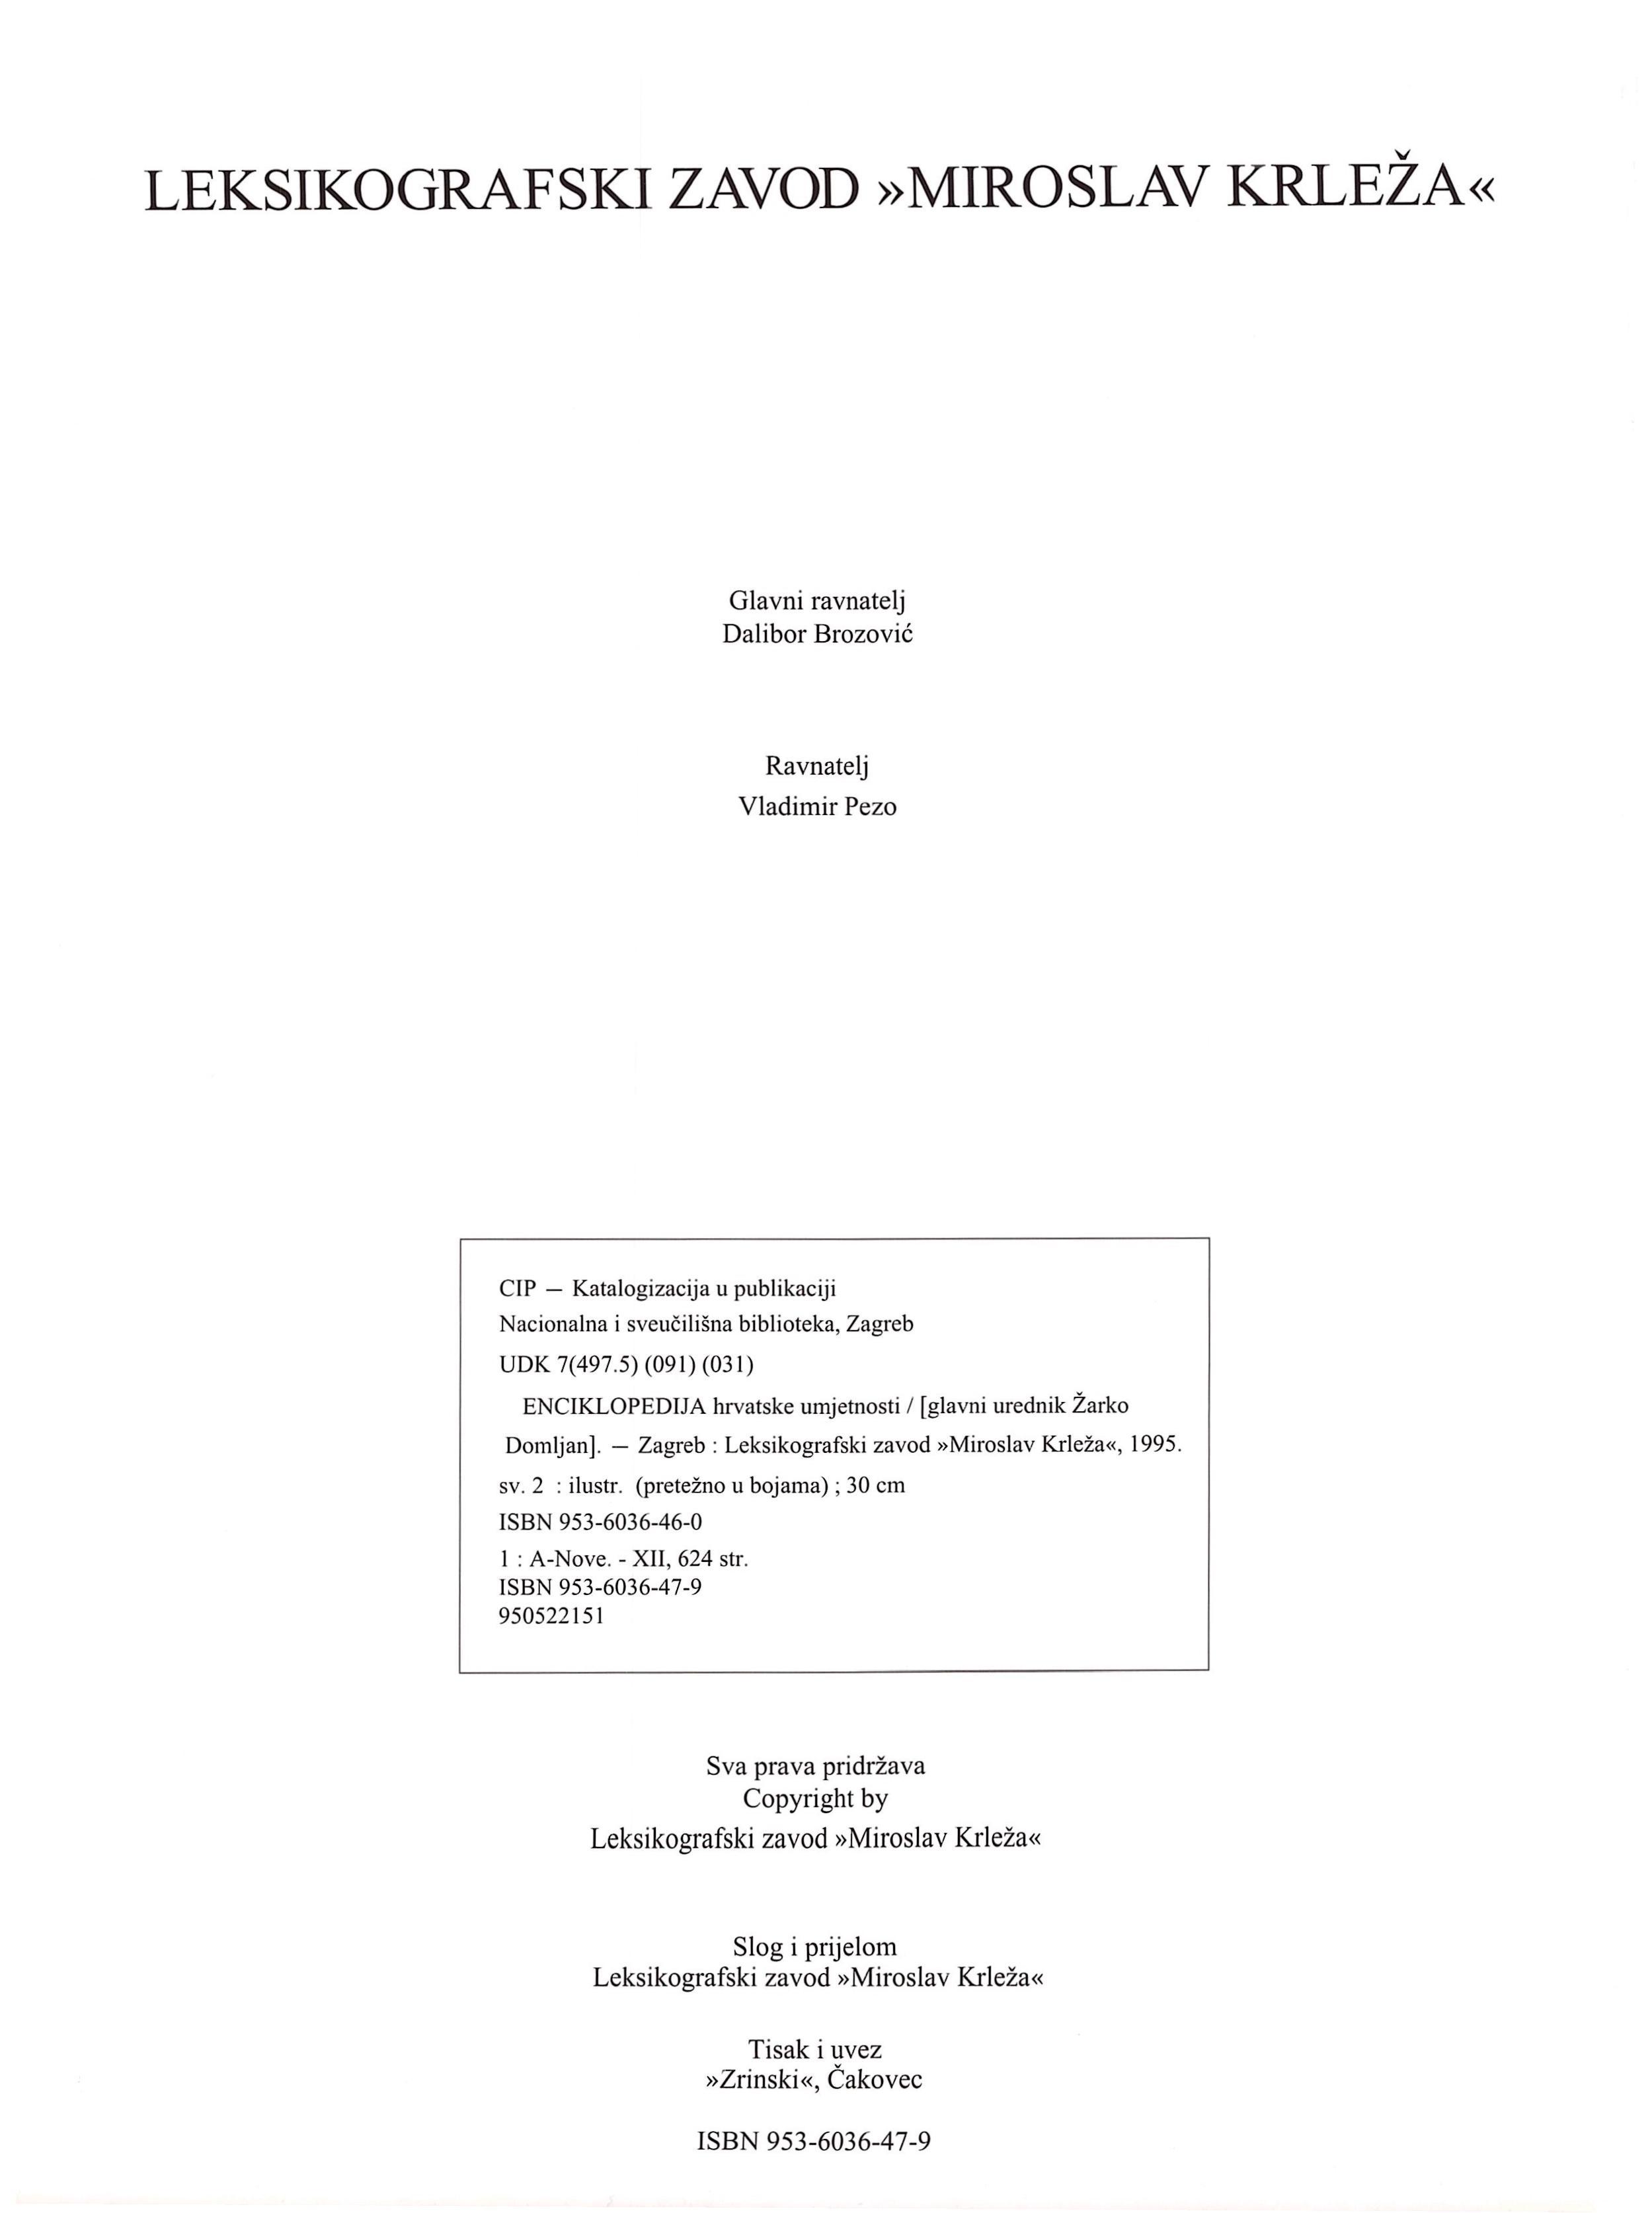 LEKSIKOGRAFSKI ZAVOD »MIROSLAV KRLEŽA«
Glavni ravnatelj
Dalibor Brozović
Ravnatelj
Vladimir Pezo
CIP — Katalogizacija u publikaciji
Nacionalna i sveučilišna biblioteka, Zagreb
UDK 7(497.5) (091) (031)
ENCIKLOPEDIJA hrvatske umjetnosti / [glavni urednik Žarko
Domljan]. — Zagreb : Leksikografski zavod »Miroslav Krleža«, 1995.
sv. 2 : ilustr. (pretežno u bojama) ; 30 cm
ISBN 953-6036-46-0
1 : A-Nove. - XII, 624 str.
ISBN 953-6036-47-9
950522151
Sva prava pridržava
Copyright by
Leksikografski zavod »Miroslav Krleža«
Slog i prijelom
Leksikografski zavod »Miroslav Krleža«
Tisak i uvez
»Zrinski«, Čakovec
ISBN 953-6036-47-9